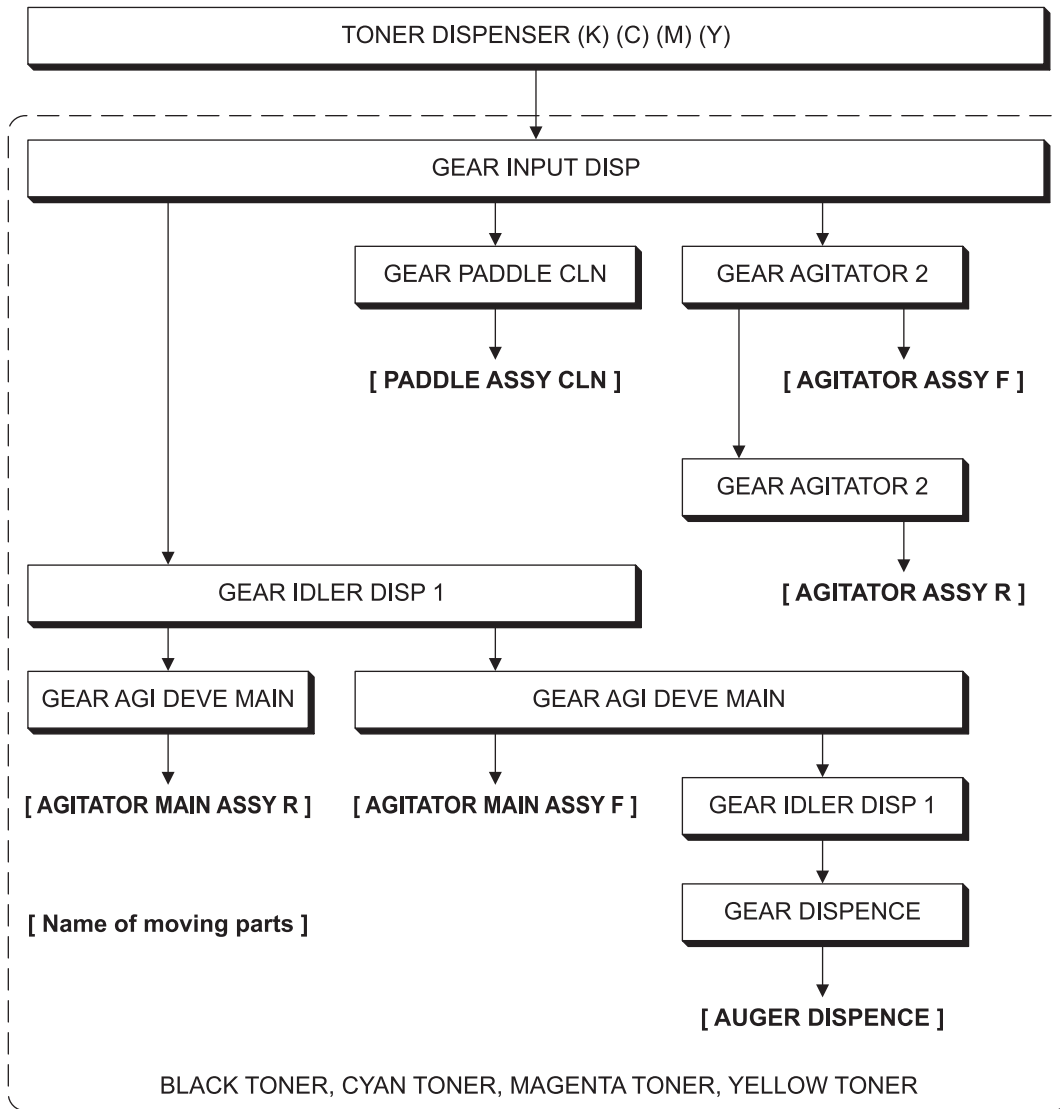 TONER DISPENSER (K) (C) (M) (Y)
GEAR INPUT DISP
GEAR PADDLE CLN
GEAR AGITATOR 2
[ PADDLE ASSY CLN ]
[ AGITATOR ASSY F ]
GEAR AGITATOR 2
GEAR IDLER DISP 1
[ AGITATOR ASSY R ]
GEAR AGI DEVE MAIN
GEAR AGI DEVE MAIN
[ AGITATOR MAIN ASSY R ]
[ AGITATOR MAIN ASSY F ]
GEAR IDLER DISP 1
GEAR DISPENCE
[ Name of moving parts ]
[ AUGER DISPENCE ]
BLACK TONER, CYAN TONER, MAGENTA TONER, YELLOW TONER